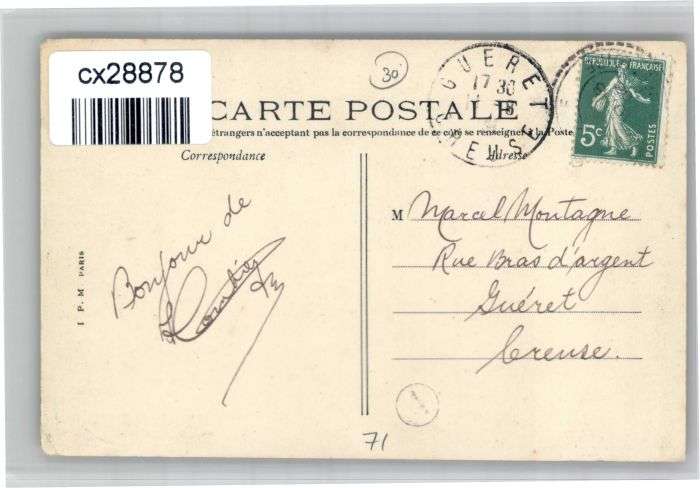 cx28878
30
GUERET
17 30
CREUSE
REPUBLIQUE FRANÇAISE
5c
POSTES
CARTE POSTALE
étrangers n'acceptant pas la correspondance de ce côté se renseigner à la Poste
Correspondance
Adresse
I P. M PARIS
Bonjour de
M Marcel Montagne
Rue Bras d'argent
Guéret
Creuse.
71